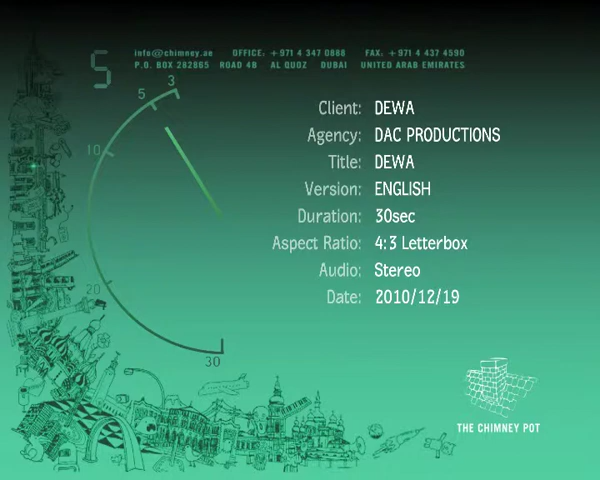 info@chimney.ae OFFICE. +971 4 347 0886 FAX. +971 4 437 4590
P.O. BOX 282865 ROAD 4B AL QUOZ DUBAI UNITED ARAB EMIRATES
5
3
5
10
20
30
Client: DEWA
Agency: DAC PRODUCTIONS
Title: DEWA
Version: ENGLISH
Duration: 30sec
Aspect Ratio: 4:3 Letterbox
Audio: Stereo
Date: 2010/12/19
THE CHIMNEY POT